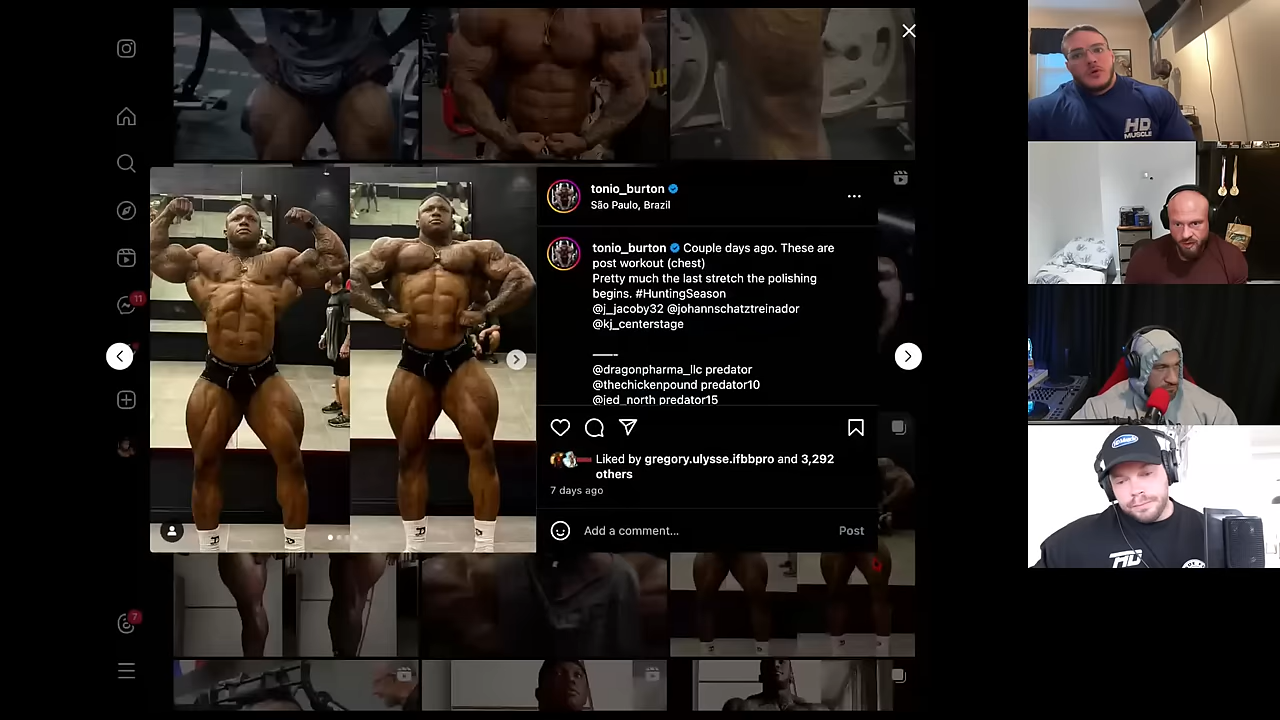 tonio_burton
São Paulo, Brazil
tonio_burton Couple days ago. These are
post workout (chest)
Pretty much the last stretch the polishing
begins. #HuntingSeason
@j_jacoby32 @johannschatztreinador
@kj_centerstage
——-
@dragonpharma_llc predator
@thechickenpound predator10
@jed_north predator15
Liked by gregory.ulysse.ifbbpro and 3,292
others
7 days ago
Add a comment...
Post
11
7
HD
MUSCLE